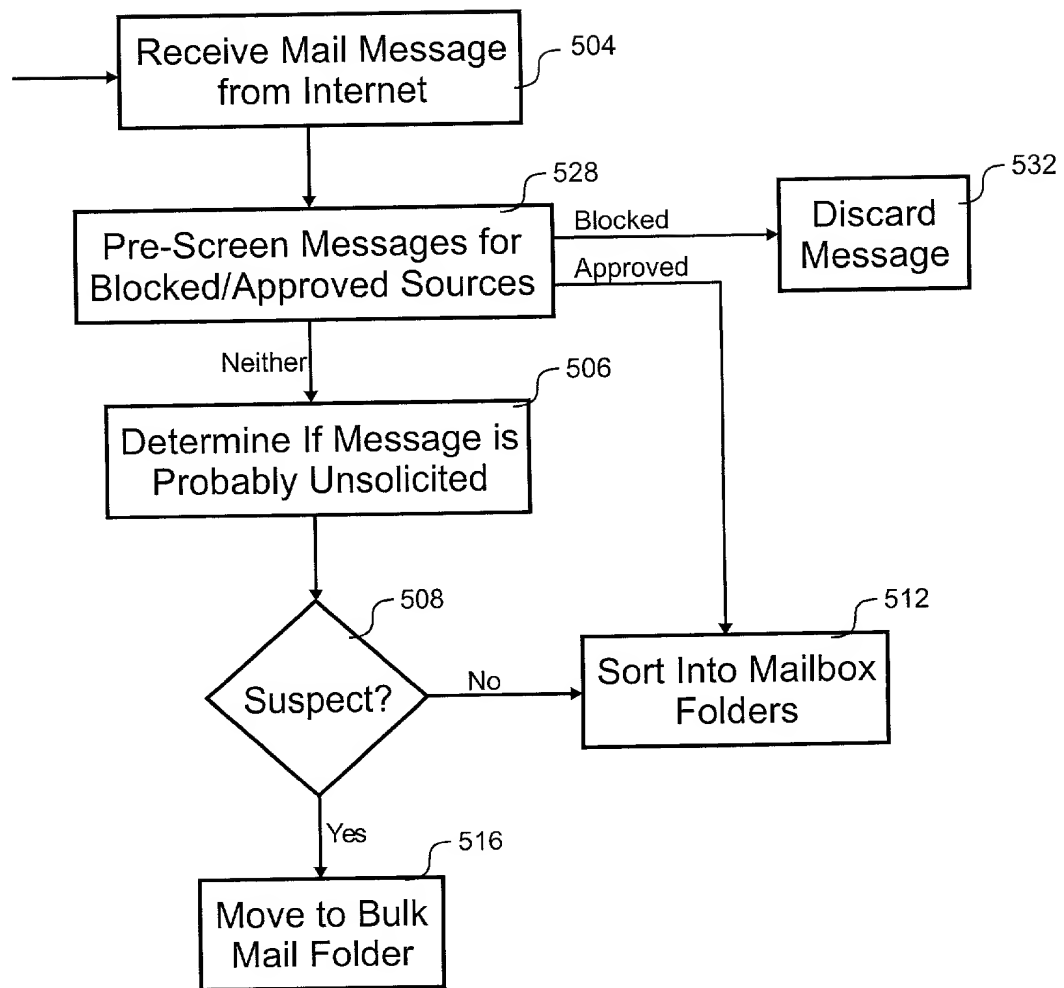 Receive Mail Message
from Internet
504
528
Pre-Screen Messages for
Blocked/Approved Sources
Blocked
Approved
532
Discard
Message
Neither
506
Determine If Message is
Probably Unsolicited
508
Suspect?
No
512
Sort Into Mailbox
Folders
Yes
516
Move to Bulk
Mail Folder